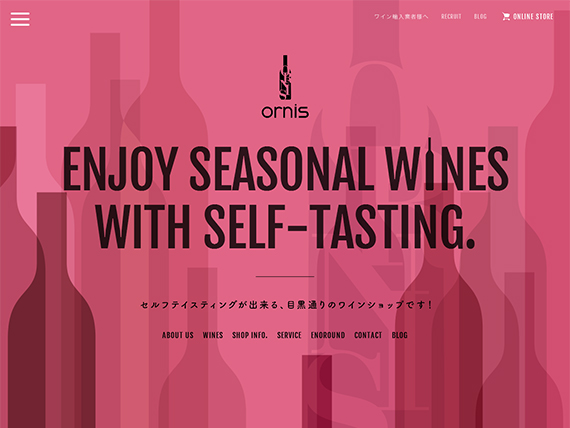 ワイン輸入業者様へ RECRUIT BLOG ONLINE STORE
ornis
ENJOY SEASONAL WINES
WITH SELF-TASTING.
セルフテイスティングが出来る、目黒通りのワインショップです!
ABOUT US WINES SHOP INFO. SERVICE ENOROUND CONTACT BLOG